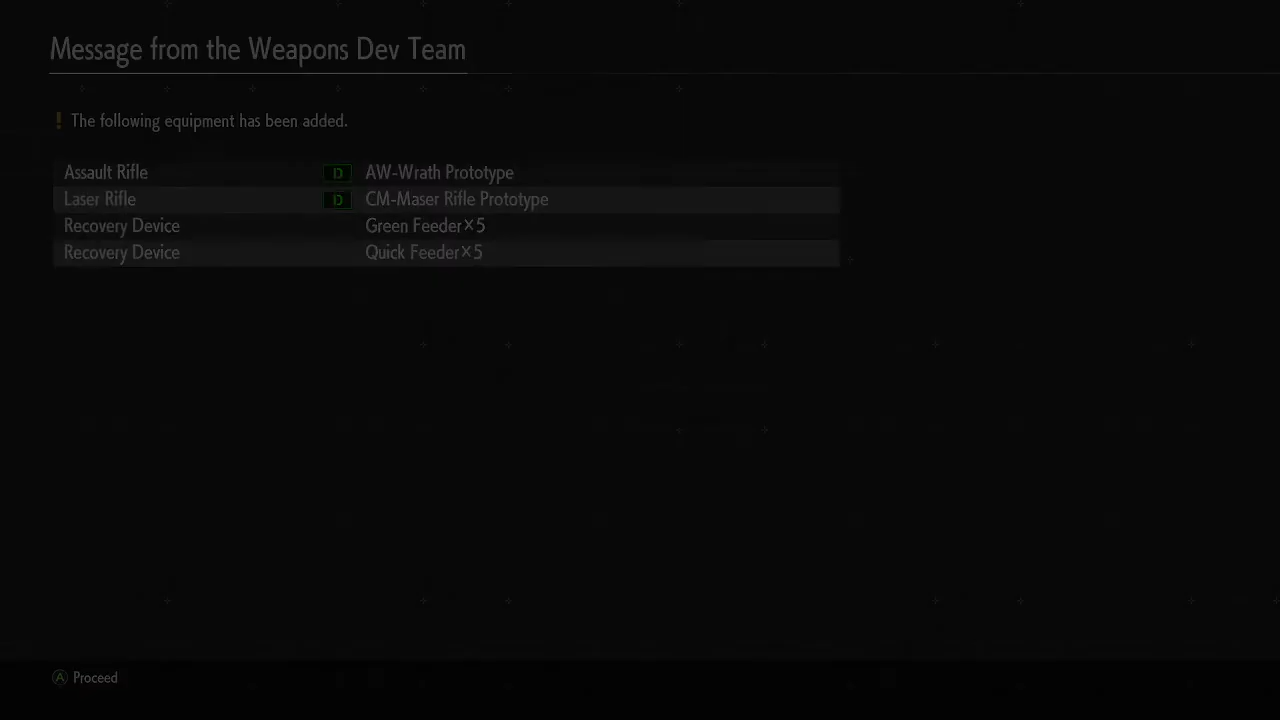 Message from the Weapons Dev Team
! The following equipment has been added.
Assault Rifle D AW-Wrath Prototype
Laser Rifle D CM-Maser Rifle Prototype
Recovery Device Green Feeder×5
Recovery Device Quick Feeder×5
A Proceed